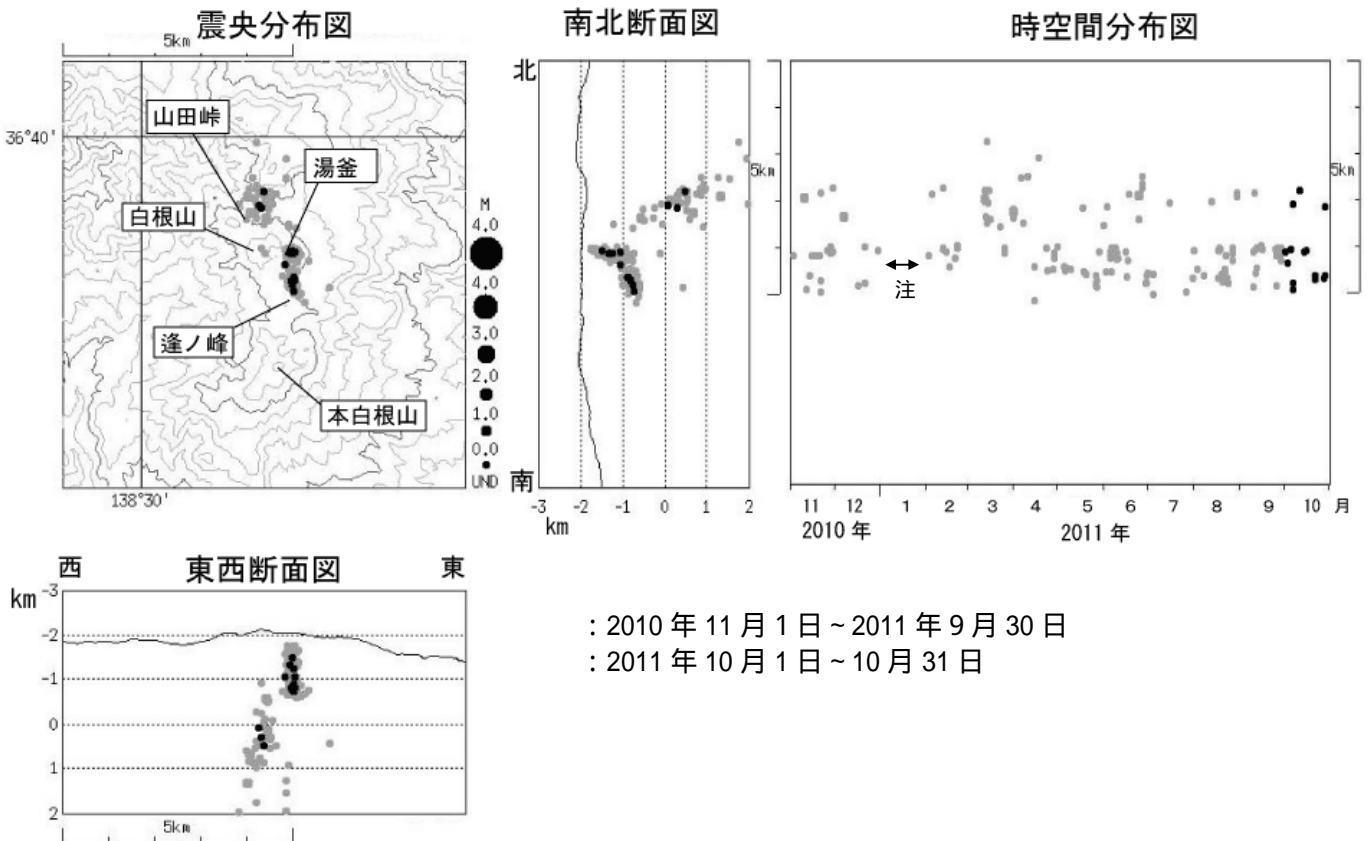 震央分布図
5km
36°40'
山田峠
湯釜
白根山
逢ノ峰
本白根山
138°30'
M
4.0
4.0
3.0
2.0
1.0
0.0
UND
南北断面図
北
南
-3 -2 -1 0 1 2
km
時空間分布図
5km
5km
注
11 12 1 2 3 4 5 6 7 8 9 10 月
2010 年 2011 年
東西断面図
西 東
km
-3
-2
-1
0
1
2
5km
: 2010 年 11 月 1 日 ~ 2011 年 9 月 30 日
: 2011 年 10 月 1 日 ~ 10 月 31 日